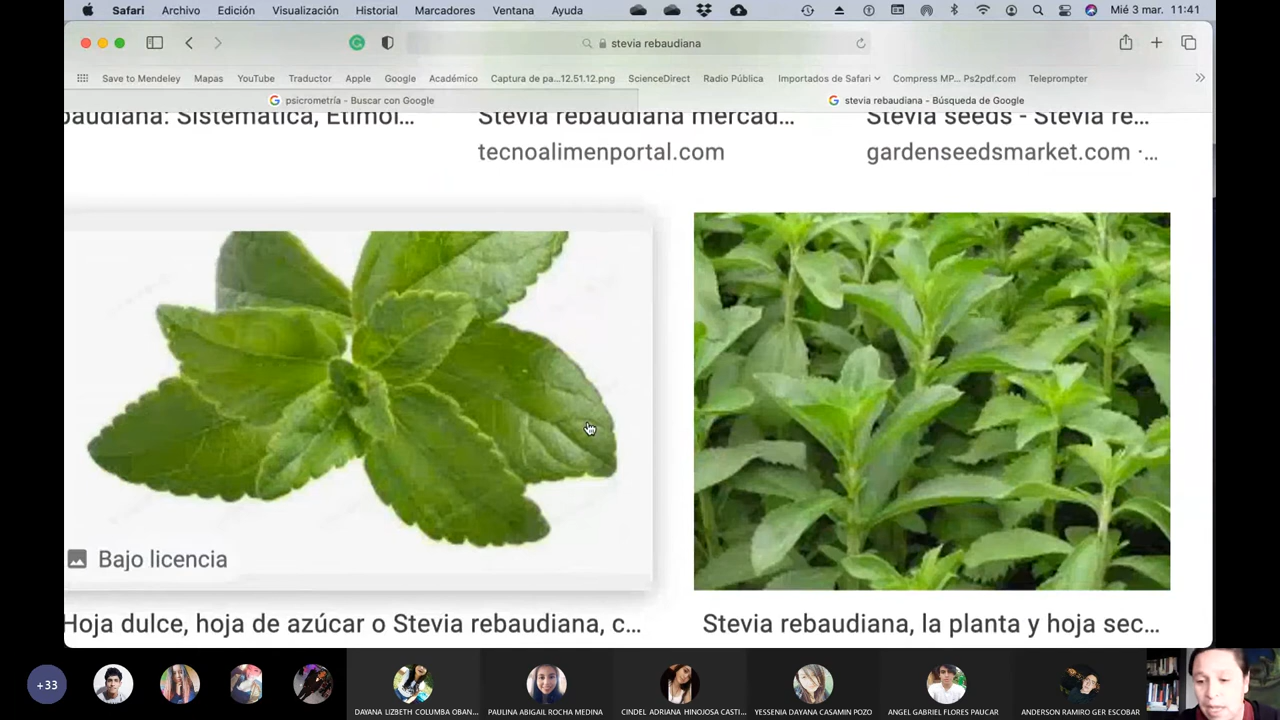 Safari Archivo Edición Visualización Historial Marcadores Ventana Ayuda Mié 3 mar. 11:41
stevia rebaudiana
Save to Mendeley Mapas YouTube Traductor Apple Google Académico Captura de pa...12.51.12.png ScienceDirect Radio Pública Importados de Safari Compress MP... Ps2pdf.com Teleprompter
psicrometría - Buscar con Google stevia rebaudiana - Búsqueda de Google
baudiana: Sistemática, Etimol... Stevia rebaudiana mercad... Stevia seeds - Stevia re...
tecnoalimenportal.com gardenseedsmarket.com ·...
Bajo licencia
Hoja dulce, hoja de azúcar o Stevia rebaudiana, c... Stevia rebaudiana, la planta y hoja sec...
+33
DAYANA LIZBETH COLUMBA OBAN... PAULINA ABIGAIL ROCHA MEDINA CINDEL ADRIANA HINOJOSA CASTI... YESSENIA DAYANA CASAMIN POZO ANGEL GABRIEL FLORES PAUCAR ANDERSON RAMIRO GER ESCOBAR